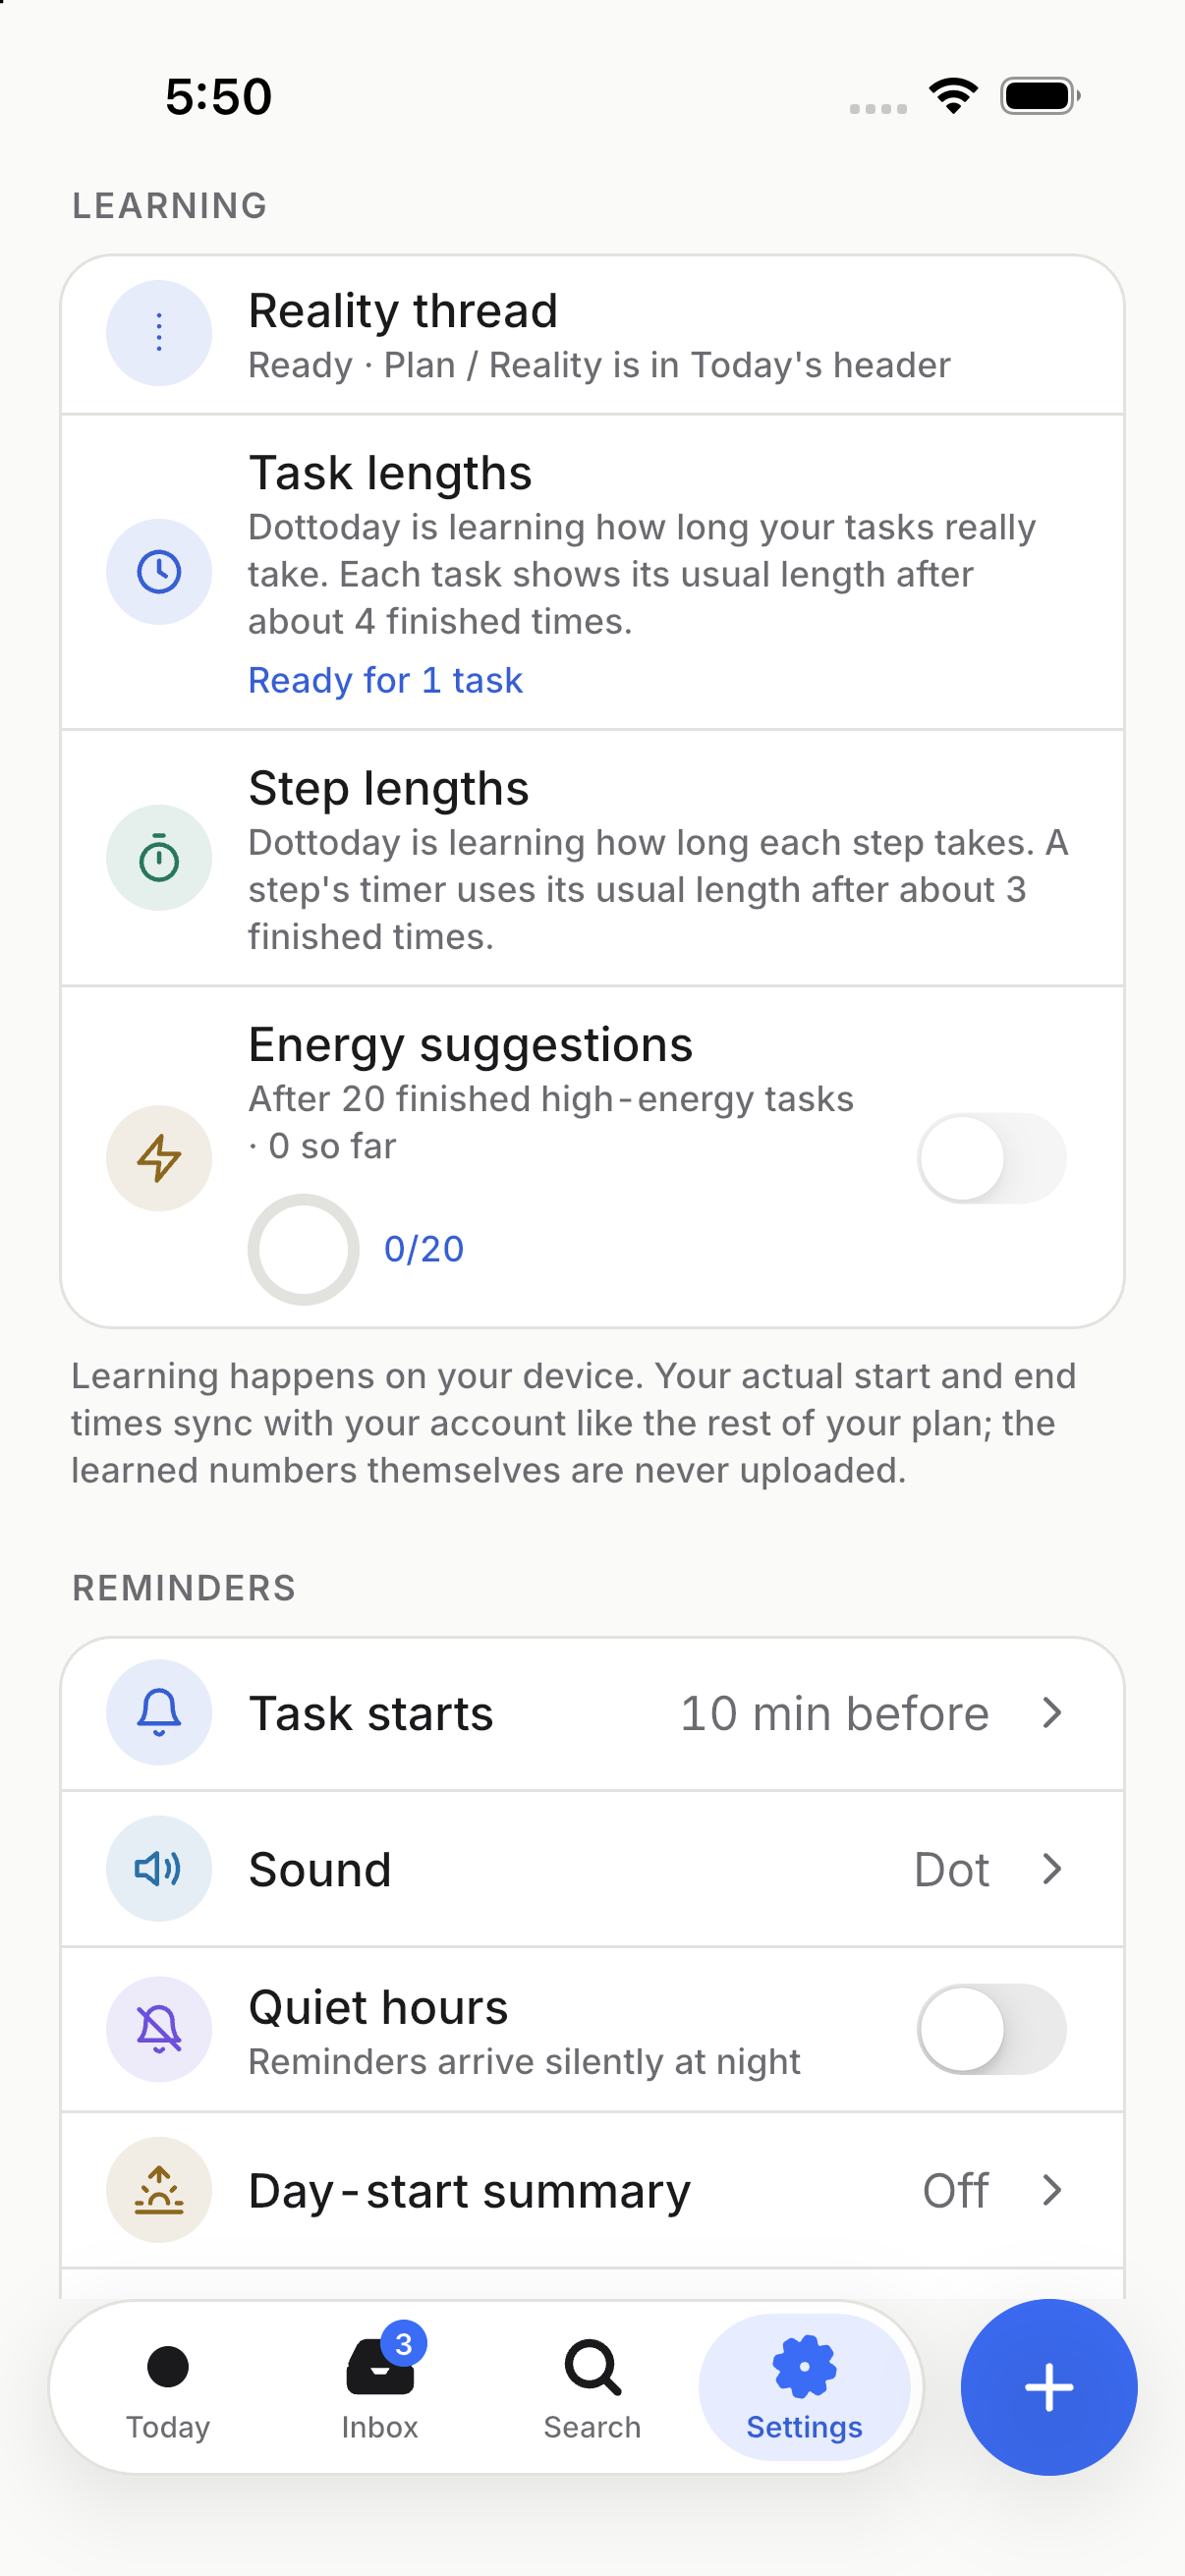 5:50
LEARNING
Reality thread
Ready · Plan / Reality is in Today's header
Task lengths
Dottoday is learning how long your tasks really
take. Each task shows its usual length after
about 4 finished times.
Ready for 1 task
Step lengths
Dottoday is learning how long each step takes. A
step's timer uses its usual length after about 3
finished times.
Energy suggestions
After 20 finished high-energy tasks
· 0 so far
0/20
Learning happens on your device. Your actual start and end
times sync with your account like the rest of your plan; the
learned numbers themselves are never uploaded.
REMINDERS
Task starts 10 min before
Sound Dot
Quiet hours
Reminders arrive silently at night
Day-start summary Off
3
Today Inbox Search Settings